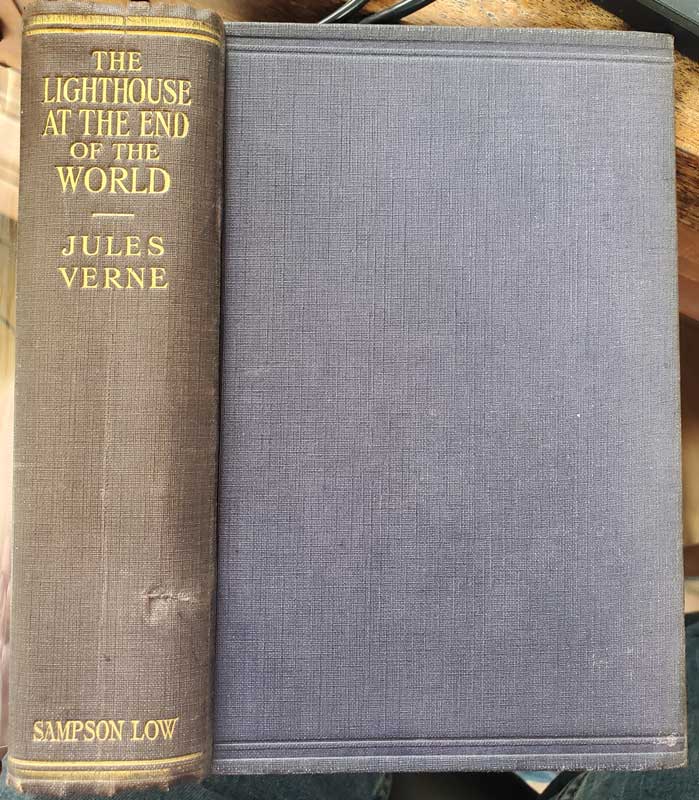 THE
LIGHTHOUSE
AT THE END
OF THE
WORLD
JULES
VERNE
SAMPSON LOW